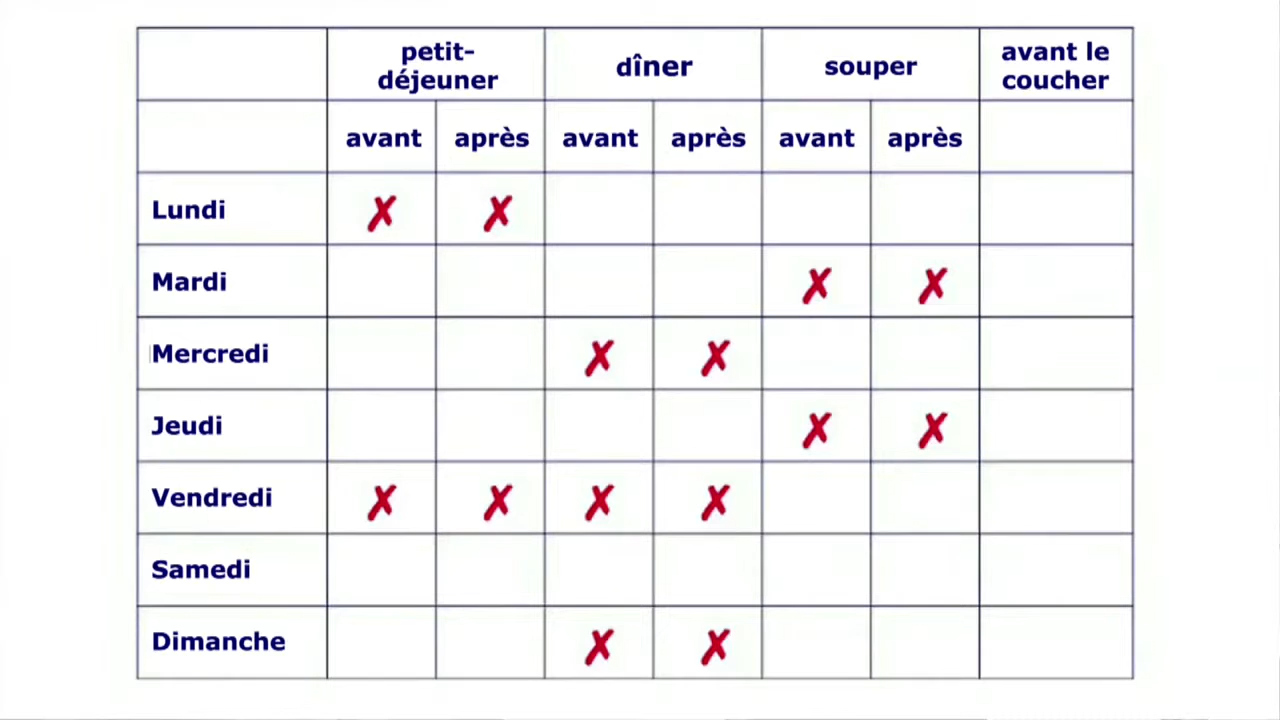 petit-
déjeuner dîner souper avant le
coucher
avant après avant après avant après
Lundi ✗ ✗
Mardi ✗ ✗
Mercredi ✗ ✗
Jeudi ✗ ✗
Vendredi ✗ ✗ ✗ ✗
Samedi
Dimanche ✗ ✗